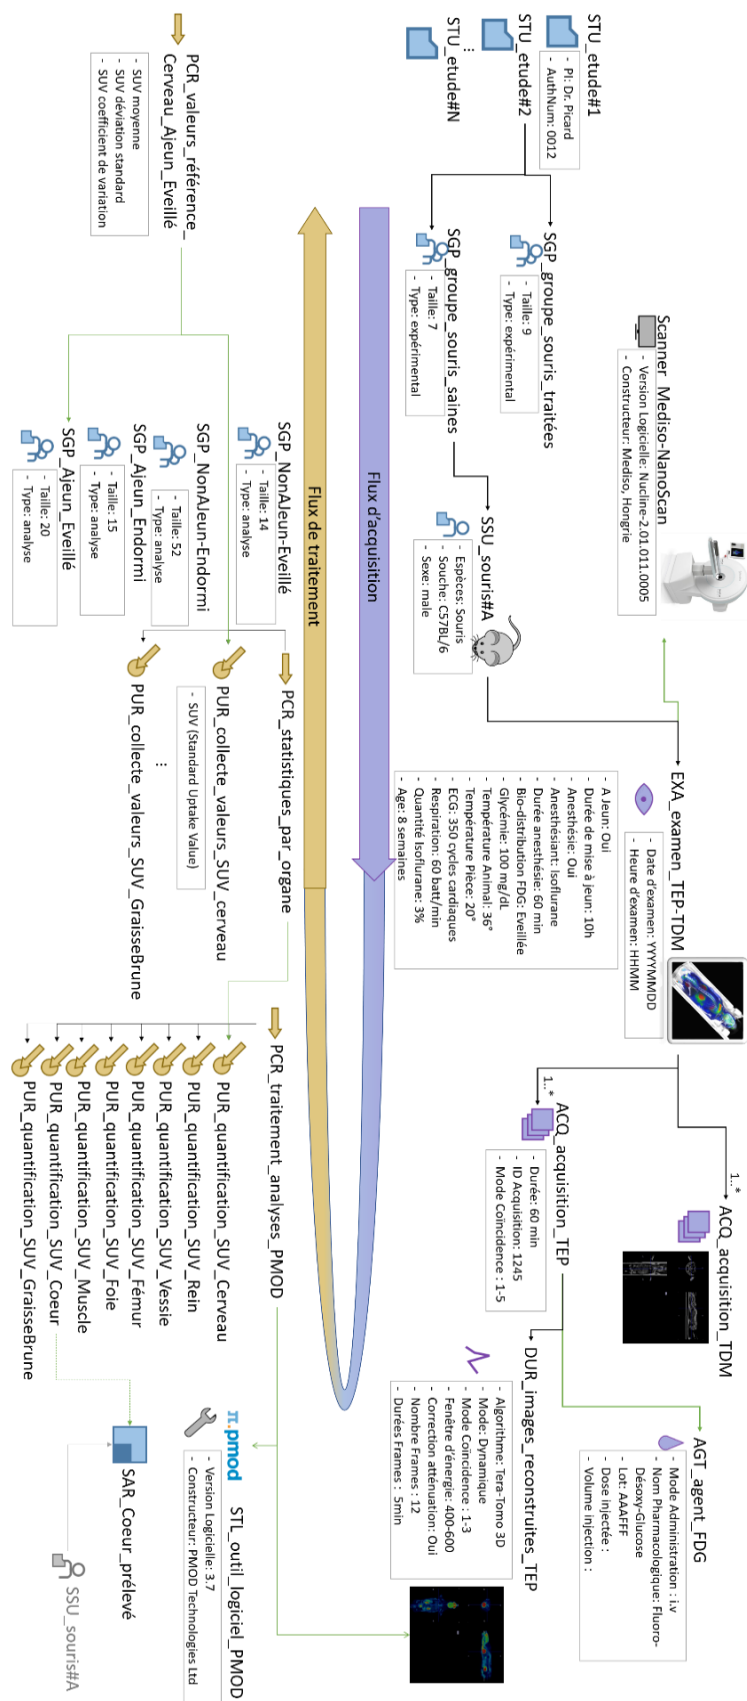 STU_etude#1
- PI: Dr. Picard
- AuthNum: 0012
STU_etude#2
⋮
STU_etude#N
SGP_groupe_souris_traitées
- Taille: 9
- Type: expérimental
SGP_groupe_souris_saines
- Taille: 7
- Type: expérimental
Scanner_Mediso-NanoScan
- Version Logicielle: Nucline-2.01.011.0005
- Constructeur: Mediso, Hongrie
SSU_souris#A
- Espèces: Souris
- Souche: C57BL/6
- Sexe: male
EXA_examen_TEP-TDM
- Date d'examen: YYYYMMDD
- Heure d'examen: HHMM
- A Jeun: Oui
- Durée de mise à jeun: 10h
- Anesthésie: Oui
- Anesthésiant: Isoflurane
- Durée anesthésie: 60 min
- Bio-distribution FDG: Eveillée
- Glycémie: 100 mg/dL
- Température Animal: 36°
- Température Pièce: 20°
- ECG: 350 cycles cardiaques
- Respiration: 60 batt/min
- Quantité Isoflurane: 3%
- Age: 8 semaines
1..*
ACQ_acquisition_TDM
1..*
ACQ_acquisition_TEP
- Durée: 60 min
- ID Acquisition: 1245
- Mode Coïncidence : 1-5
AGT_agent_FDG
- Mode Administration : i.v
- Nom Pharmacologique: Fluoro-
Désoxy-Glucose
- Lot: AAAFFF
- Dose injectée :
- Volume injection :
DUR_images_reconstruites_TEP
- Algorithme: Tera-Tomo 3D
- Mode: Dynamique
- Mode Coïncidence : 1-3
- Fenêtre d'énergie: 400-600
- Correction atténuation: Oui
- Nombre Frames : 12
- Durées Frames : 5min
Flux d'acquisition
Flux de traitement
PCR_valeurs_référence_
Cerveau_Ajeun_Eveillé
- SUV moyenne
- SUV déviation standard
- SUV coefficient de variation
SGP_NonAJeun-Eveillé
- Taille: 14
- Type: analyse
SGP_NonAJeun-Endormi
- Taille: 52
- Type: analyse
SGP_Ajeun_Endormi
- Taille: 15
- Type: analyse
SGP_Ajeun_Eveillé
- Taille: 20
- Type: analyse
PCR_statistiques_par_organe
PUR_collecte_valeurs_SUV_cerveau
- SUV (Standard Uptake Value)
⋮
PUR_collecte_valeurs_SUV_GraisseBrune
PCR_traitement_analyses_PMOD
PUR_quantification_SUV_Cerveau
PUR_quantification_SUV_Rein
PUR_quantification_SUV_Vessie
PUR_quantification_SUV_Fémur
PUR_quantification_SUV_Foie
PUR_quantification_SUV_Muscle
PUR_quantification_SUV_Coeur
PUR_quantification_SUV_GraisseBrune
π.pmod
STL_outil_logiciel_PMOD
- Version Logicielle: 3.7
- Constructeur: PMOD Technologies Ltd
SAR_Coeur_prélevé
SSU_souris#A